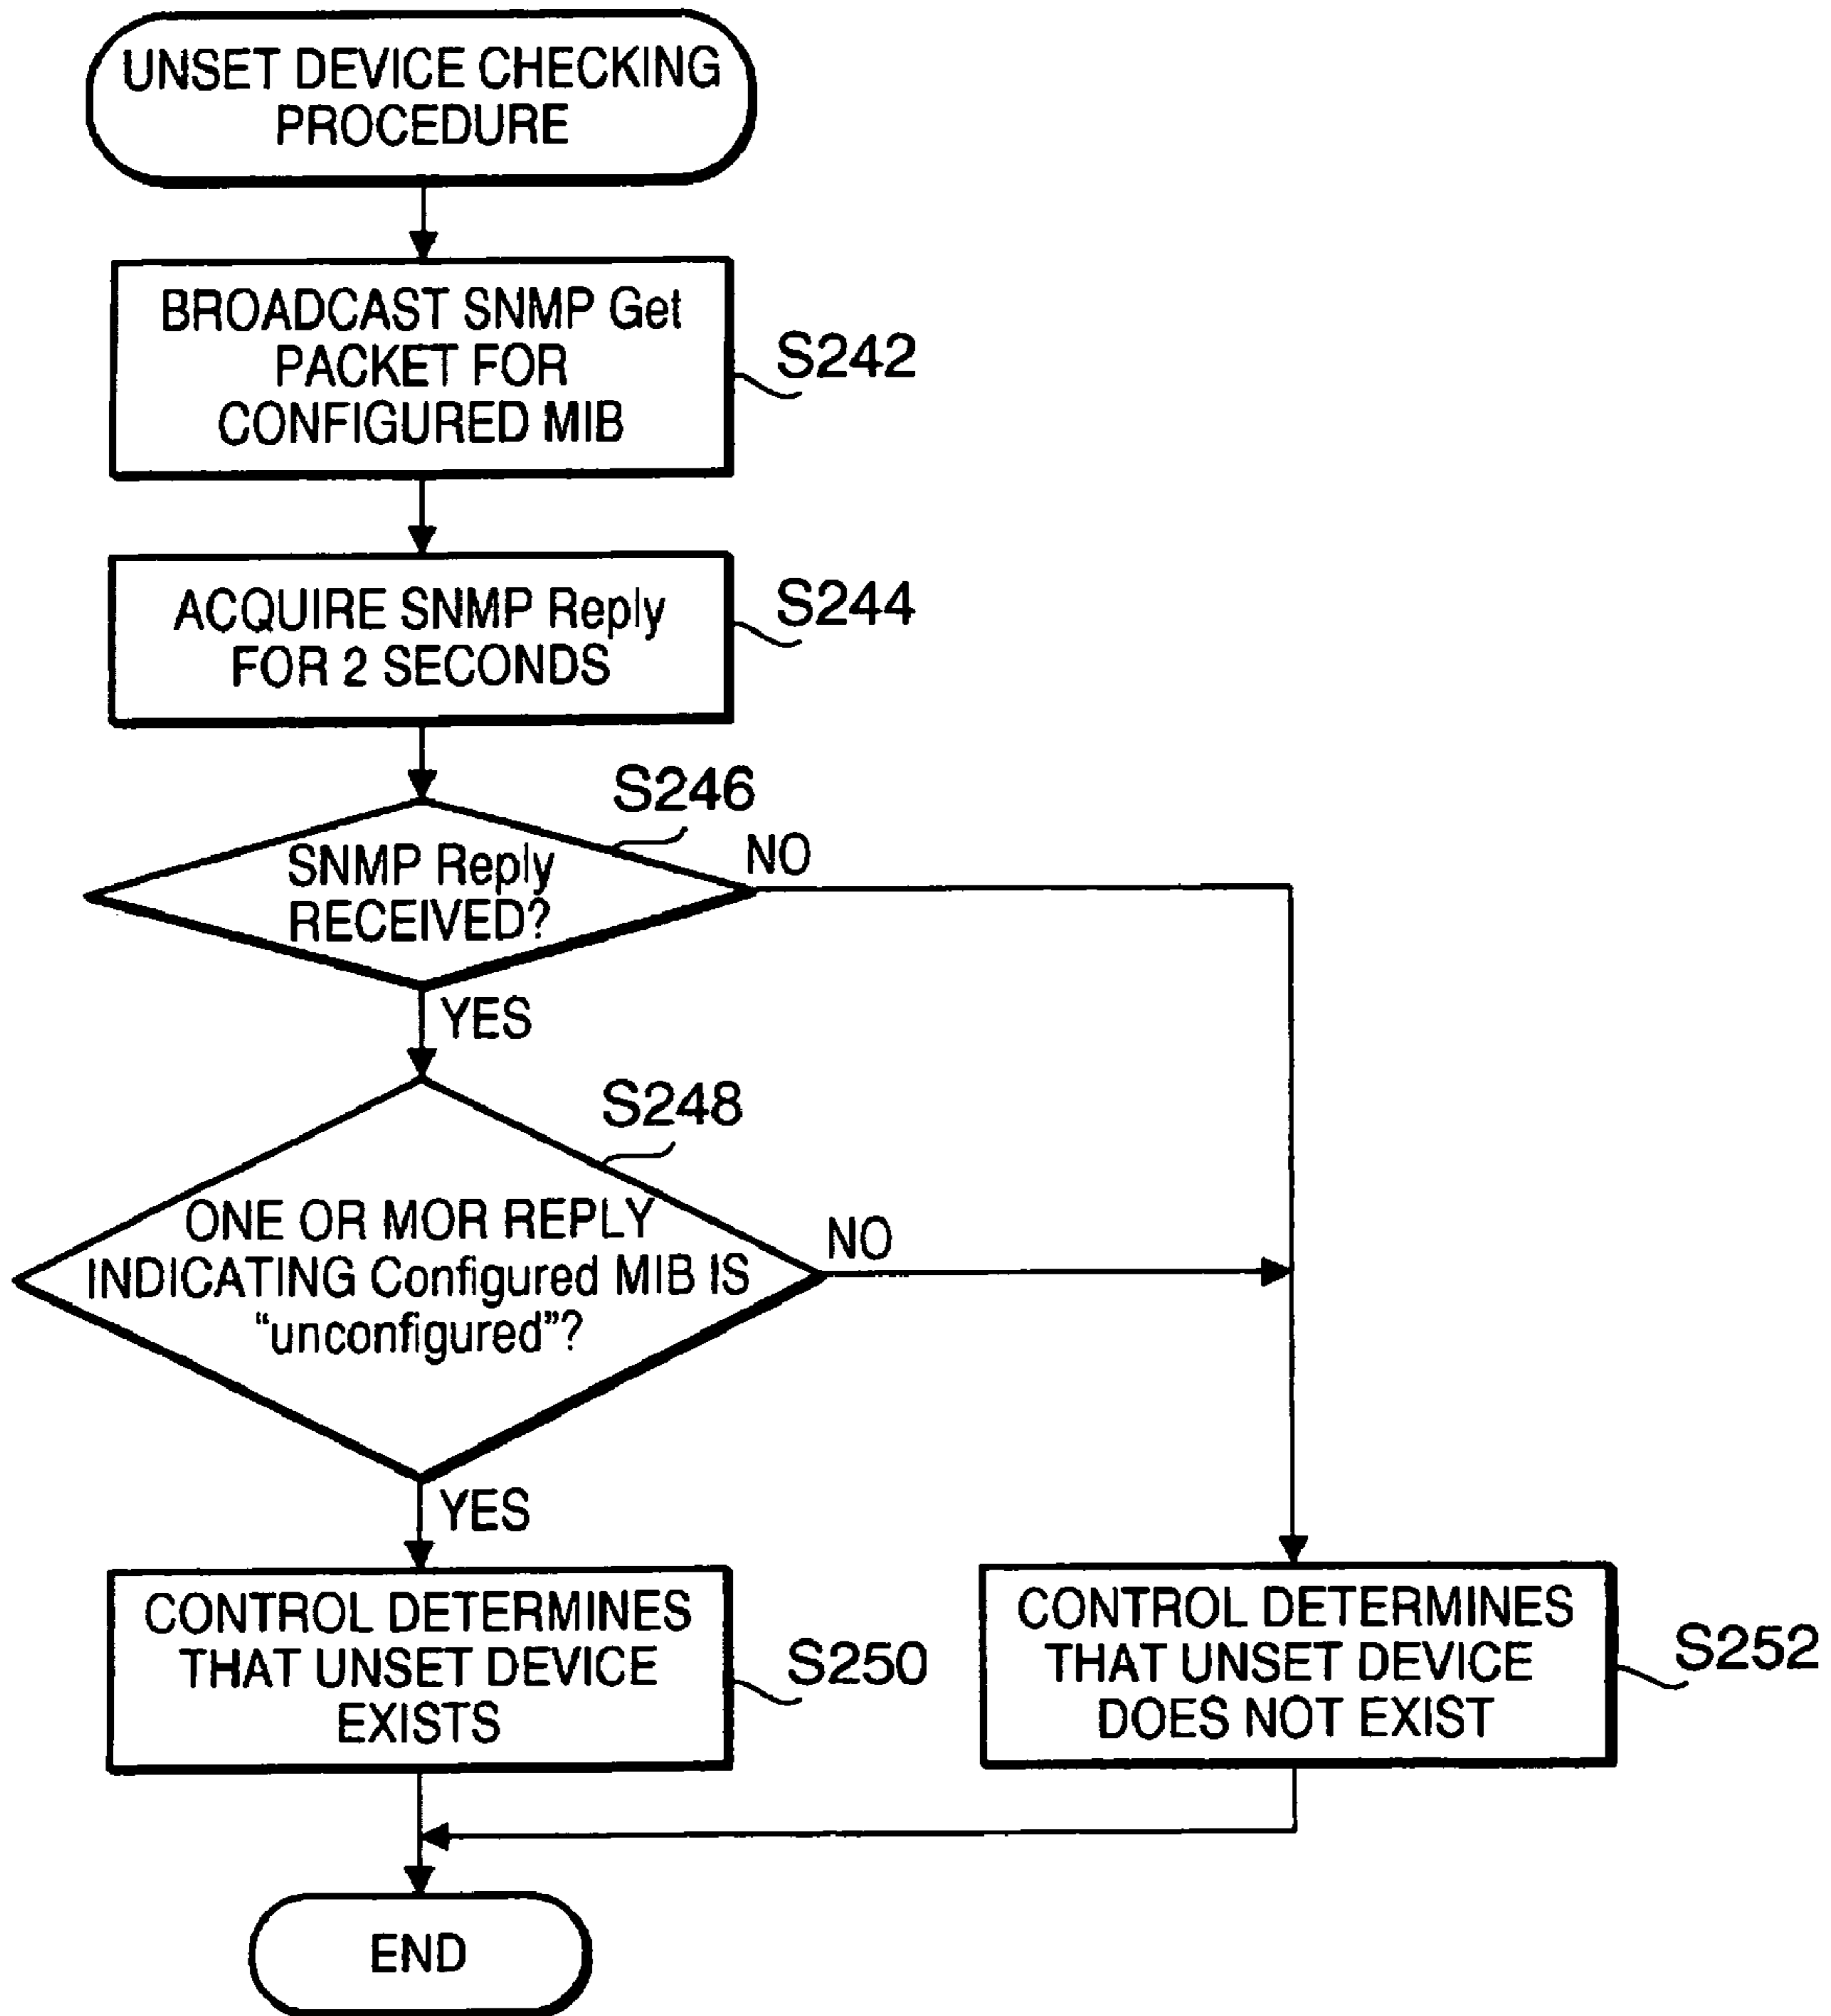 UNSET DEVICE CHECKING
PROCEDURE
BROADCAST SNMP Get
PACKET FOR
CONFIGURED MIB
S242
ACQUIRE SNMP Reply
FOR 2 SECONDS
S244
S246
SNMP Reply
RECEIVED?
NO
YES
S248
ONE OR MOR REPLY
INDICATING Configured MIB IS
“unconfigured”?
NO
YES
CONTROL DETERMINES
THAT UNSET DEVICE
EXISTS
S250
CONTROL DETERMINES
THAT UNSET DEVICE
DOES NOT EXIST
S252
END